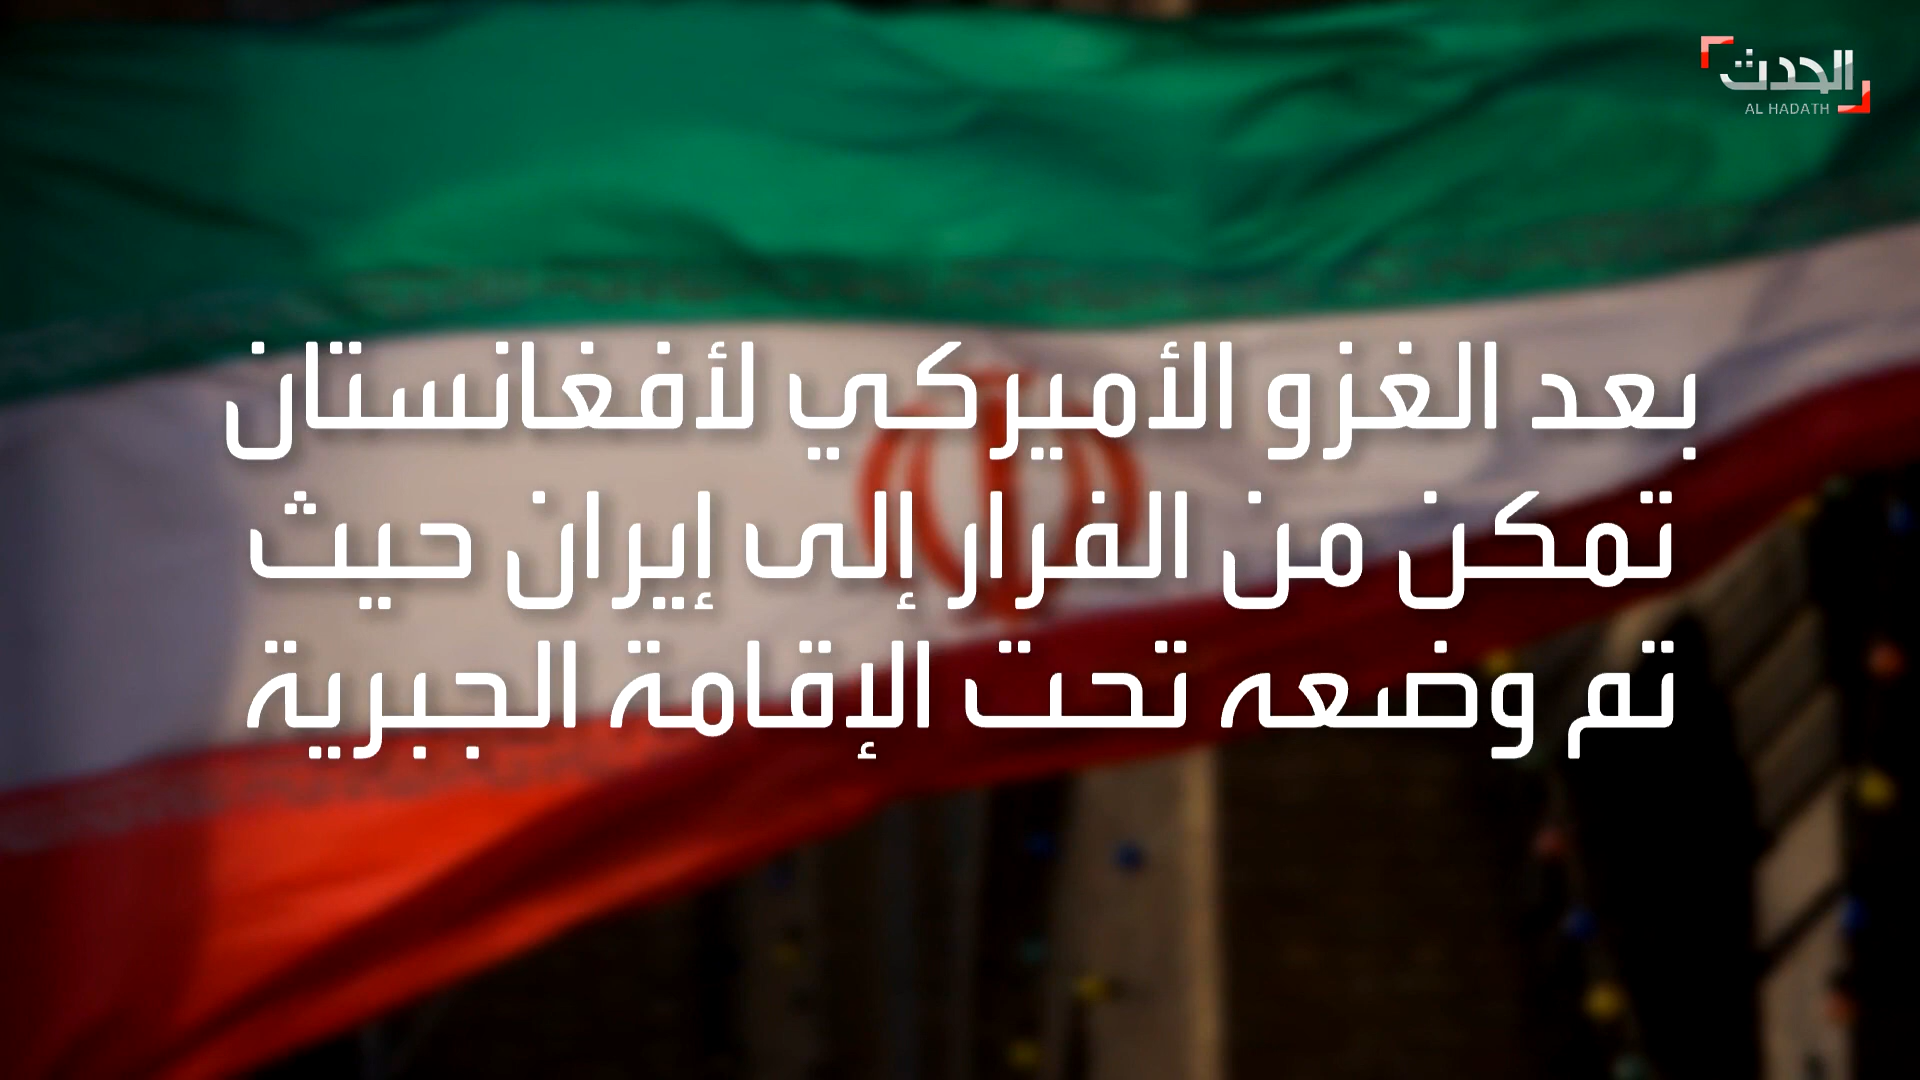 الحدث
AL HADATH
بعد الغزو الأميركي لأفغانستان
تمكن من الفرار إلى إيران حيث
تم وضعه تحت الإقامة الجبرية